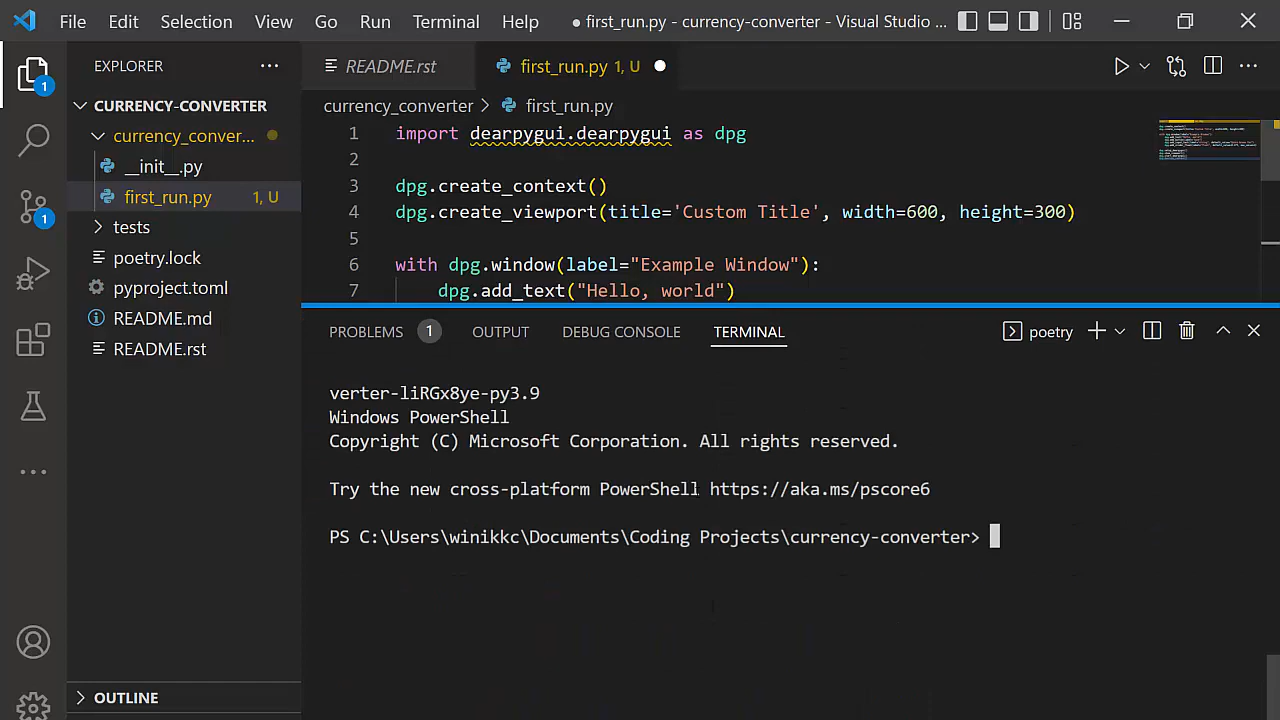 File Edit Selection View Go Run Terminal Help ● first_run.py - currency-converter - Visual Studio ...
EXPLORER ...
README.rst first_run.py 1, U
CURRENCY-CONVERTER
currency_conver...
__init__.py
first_run.py 1, U
tests
poetry.lock
pyproject.toml
README.md
README.rst
OUTLINE
1
1
currency_converter > first_run.py
1 import dearpygui.dearpygui as dpg
2
3 dpg.create_context()
4 dpg.create_viewport(title='Custom Title', width=600, height=300)
5
6 with dpg.window(label="Example Window"):
7 dpg.add_text("Hello, world")
PROBLEMS 1 OUTPUT DEBUG CONSOLE TERMINAL poetry
verter-liRGx8ye-py3.9
Windows PowerShell
Copyright (C) Microsoft Corporation. All rights reserved.
Try the new cross-platform PowerShell https://aka.ms/pscore6
PS C:\Users\winikkc\Documents\Coding Projects\currency-converter>